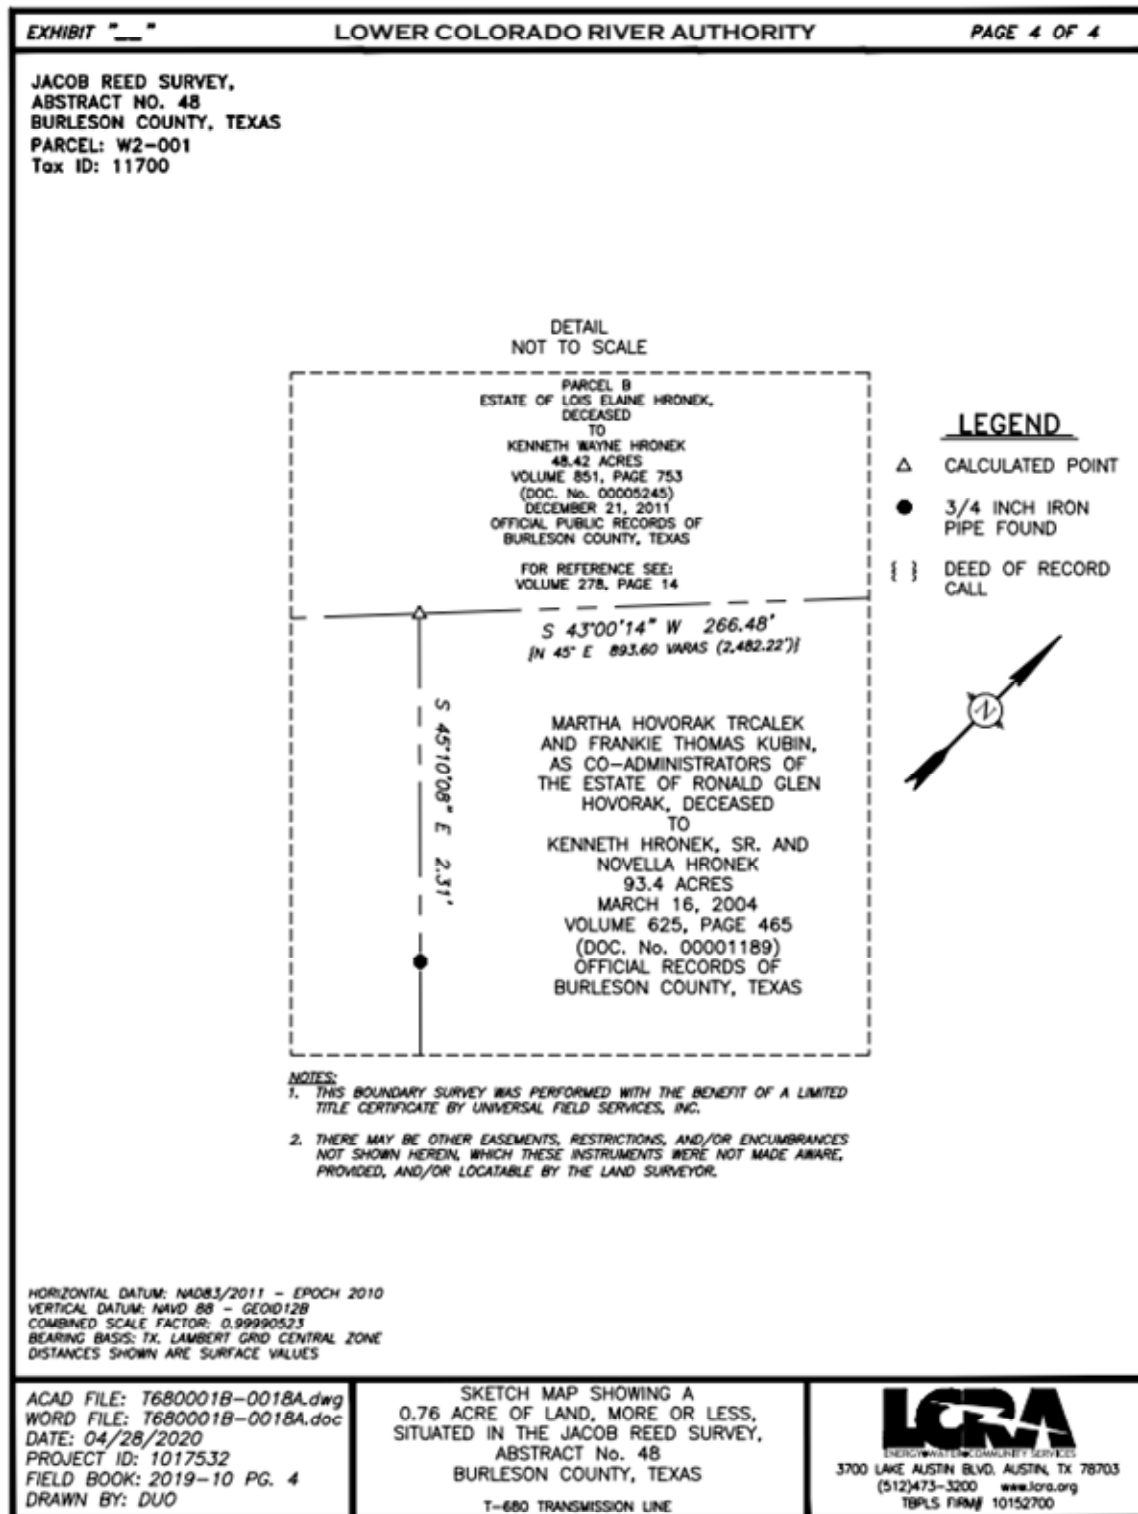 EXHIBIT "__"
LOWER COLORADO RIVER AUTHORITY
PAGE 4 OF 4
JACOB REED SURVEY,
ABSTRACT NO. 48
BURLESON COUNTY, TEXAS
PARCEL: W2-001
Tax ID: 11700
DETAIL
NOT TO SCALE
PARCEL B
ESTATE OF LOIS ELAINE HRONEK,
DECEASED
TO
KENNETH WAYNE HRONEK
48.42 ACRES
VOLUME 851, PAGE 753
(DOC. No. 00005245)
DECEMBER 21, 2011
OFFICIAL PUBLIC RECORDS OF
BURLESON COUNTY, TEXAS
FOR REFERENCE SEE:
VOLUME 278, PAGE 14
S 43°00'14" W 266.48'
{N 45° E 893.60 VARAS (2,482.22')}
S 45°10'08" E 2.31'
MARTHA HOVORAK TRCALEK
AND FRANKIE THOMAS KUBIN,
AS CO-ADMINISTRATORS OF
THE ESTATE OF RONALD GLEN
HOVORAK, DECEASED
TO
KENNETH HRONEK, SR. AND
NOVELLA HRONEK
93.4 ACRES
MARCH 16, 2004
VOLUME 625, PAGE 465
(DOC. No. 00001189)
OFFICIAL RECORDS OF
BURLESON COUNTY, TEXAS
LEGEND
CALCULATED POINT
3/4 INCH IRON
PIPE FOUND
{ } DEED OF RECORD
CALL
N
NOTES:
1. THIS BOUNDARY SURVEY WAS PERFORMED WITH THE BENEFIT OF A LIMITED
TITLE CERTIFICATE BY UNIVERSAL FIELD SERVICES, INC.
2. THERE MAY BE OTHER EASEMENTS, RESTRICTIONS, AND/OR ENCUMBRANCES
NOT SHOWN HEREIN, WHICH THESE INSTRUMENTS WERE NOT MADE AWARE,
PROVIDED, AND/OR LOCATABLE BY THE LAND SURVEYOR.
HORIZONTAL DATUM: NAD83/2011 - EPOCH 2010
VERTICAL DATUM: NAVD 88 - GEOID12B
COMBINED SCALE FACTOR: 0.99990523
BEARING BASIS: TX. LAMBERT GRID CENTRAL ZONE
DISTANCES SHOWN ARE SURFACE VALUES
ACAD FILE: T680001B-0018A.dwg
WORD FILE: T680001B-0018A.doc
DATE: 04/28/2020
PROJECT ID: 1017532
FIELD BOOK: 2019-10 PG. 4
DRAWN BY: DUO
SKETCH MAP SHOWING A
0.76 ACRE OF LAND, MORE OR LESS,
SITUATED IN THE JACOB REED SURVEY,
ABSTRACT No. 48
BURLESON COUNTY, TEXAS
T-680 TRANSMISSION LINE
LCRA
ENERGY•WATER•COMMUNITY SERVICES
3700 LAKE AUSTIN BLVD. AUSTIN, TX 78703
(512)473-3200 www.lcra.org
TBPLS FIRM# 10152700